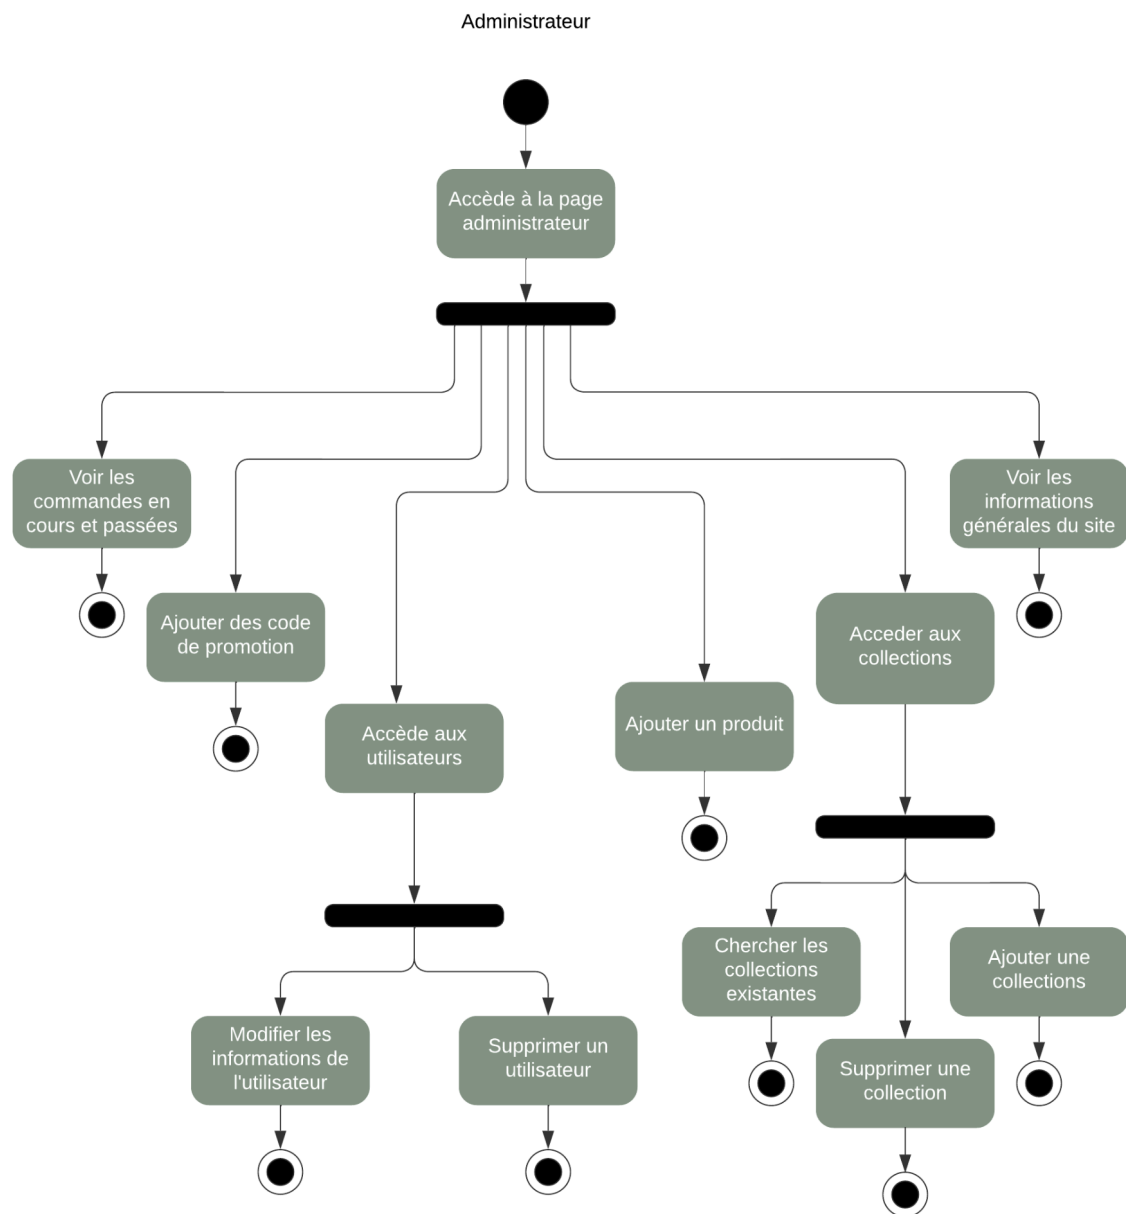 Administrateur
Accède à la page
administrateur
Voir les
commandes en
cours et passées
Voir les
informations
générales du site
Ajouter des code
de promotion
Acceder aux
collections
Accède aux
utilisateurs
Ajouter un produit
Chercher les
collections
existantes
Ajouter une
collections
Modifier les
informations de
l'utilisateur
Supprimer un
utilisateur
Supprimer une
collection